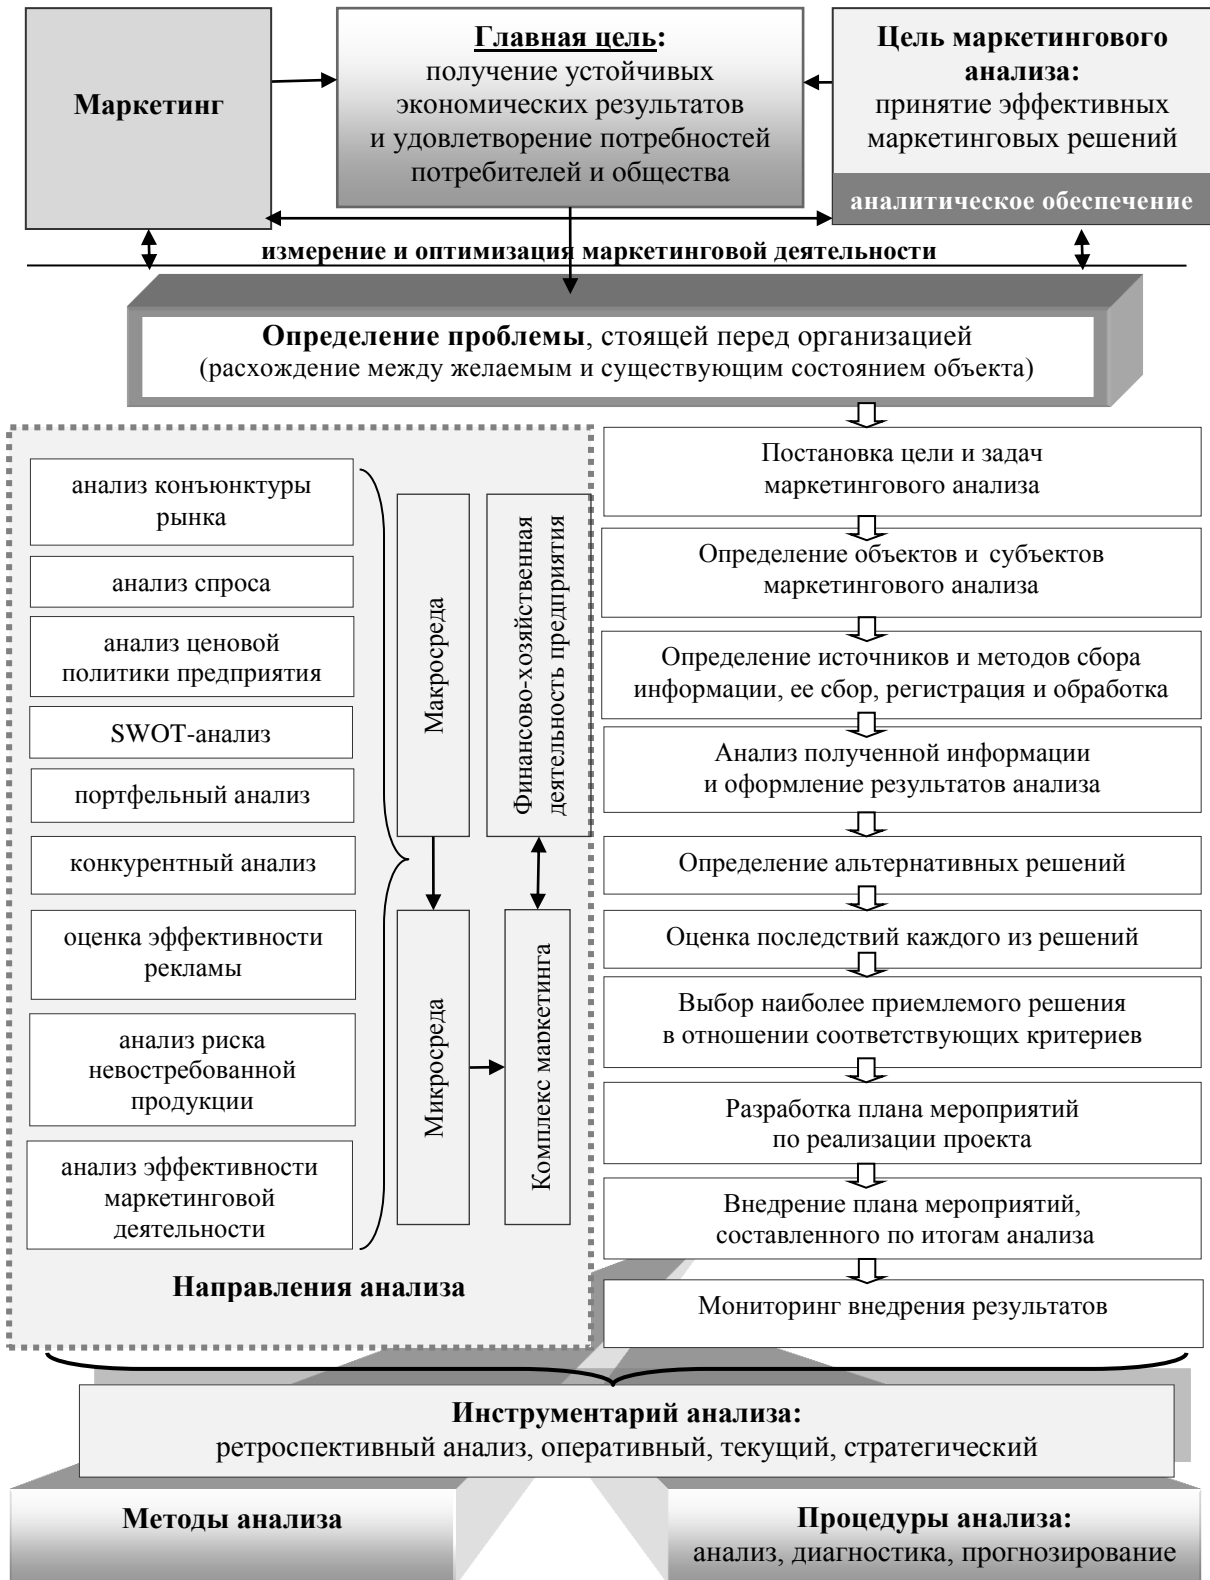 Маркетинг
Главная цель:
получение устойчивых
экономических результатов
и удовлетворение потребностей
потребителей и общества
Цель маркетингового
анализа:
принятие эффективных
маркетинговых решений
аналитическое обеспечение
измерение и оптимизация маркетинговой деятельности
Определение проблемы, стоящей перед организацией
(расхождение между желаемым и существующим состоянием объекта)
анализ конъюнктуры
рынка
анализ спроса
анализ ценовой
политики предприятия
SWOT-анализ
портфельный анализ
конкурентный анализ
оценка эффективности
рекламы
анализ риска
невостребованной
продукции
анализ эффективности
маркетинговой
деятельности
Макросреда
Финансово-хозяйственная
деятельность предприятия
Микросреда
Комплекс маркетинга
Направления анализа
Постановка цели и задач
маркетингового анализа
Определение объектов и субъектов
маркетингового анализа
Определение источников и методов сбора
информации, ее сбор, регистрация и обработка
Анализ полученной информации
и оформление результатов анализа
Определение альтернативных решений
Оценка последствий каждого из решений
Выбор наиболее приемлемого решения
в отношении соответствующих критериев
Разработка плана мероприятий
по реализации проекта
Внедрение плана мероприятий,
составленного по итогам анализа
Мониторинг внедрения результатов
Инструментарий анализа:
ретроспективный анализ, оперативный, текущий, стратегический
Методы анализа
Процедуры анализа:
анализ, диагностика, прогнозирование